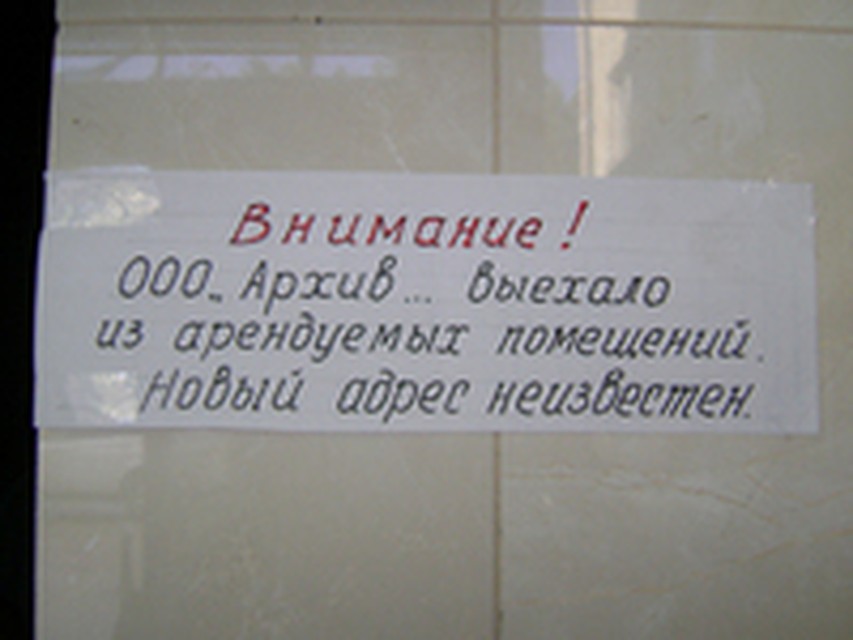 Внимание!
ООО„ Архив... выехало
из арендуемых помещений.
Новый адрес неизвестен.